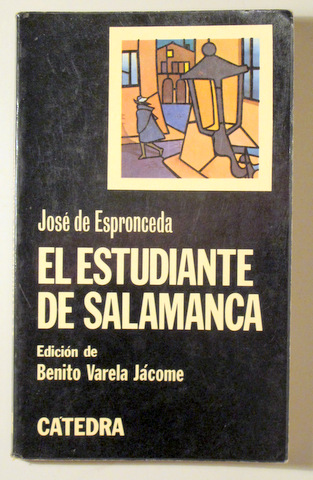 José de Espronceda
EL ESTUDIANTE
DE SALAMANCA
Edición de
Benito Varela Jácome
CÁTEDRA